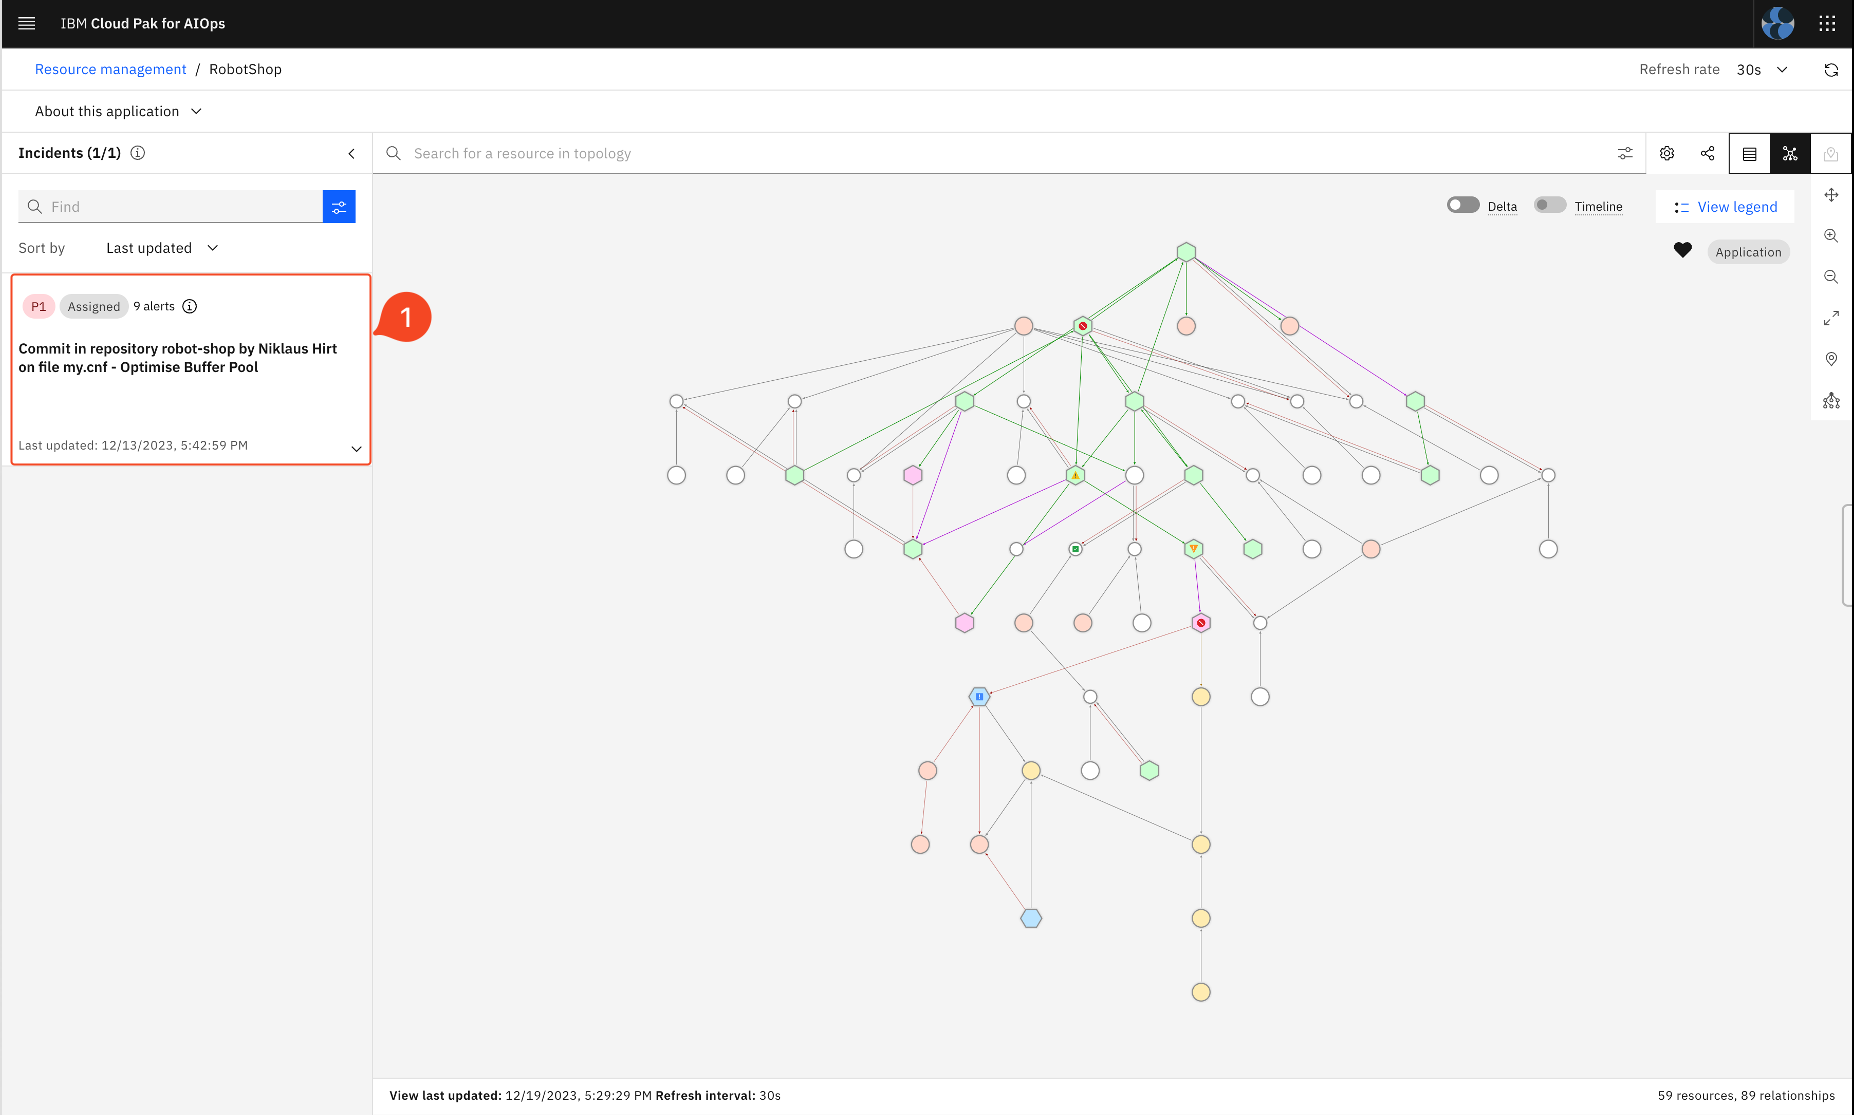 IBM Cloud Pak for AIOps
Resource management / RobotShop
Refresh rate 30s
About this application
Incidents (1/1)
Search for a resource in topology
Find
Delta
Timeline
View legend
Sort by Last updated
Application
P1 Assigned 9 alerts
1
Commit in repository robot-shop by Niklaus Hirt
on file my.cnf - Optimise Buffer Pool
Last updated: 12/13/2023, 5:42:59 PM
View last updated: 12/19/2023, 5:29:29 PM Refresh interval: 30s
59 resources, 89 relationships